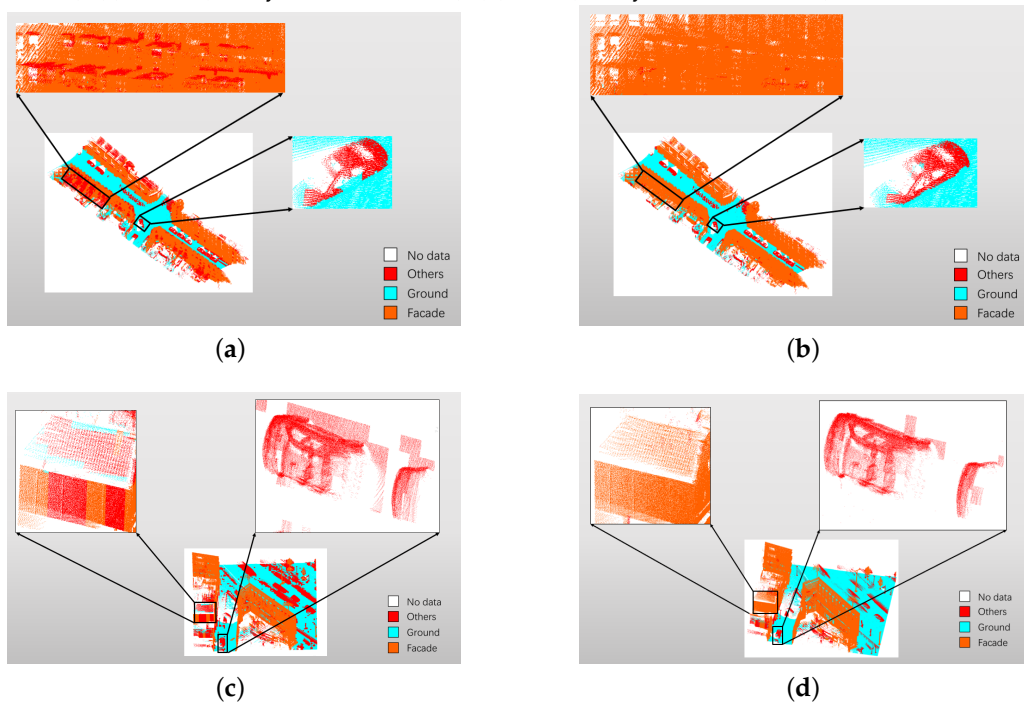 No data
Others
Ground
Facade
(a)
No data
Others
Ground
Facade
(b)
No data
Others
Ground
Facade
(c)
No data
Others
Ground
Facade
(d)